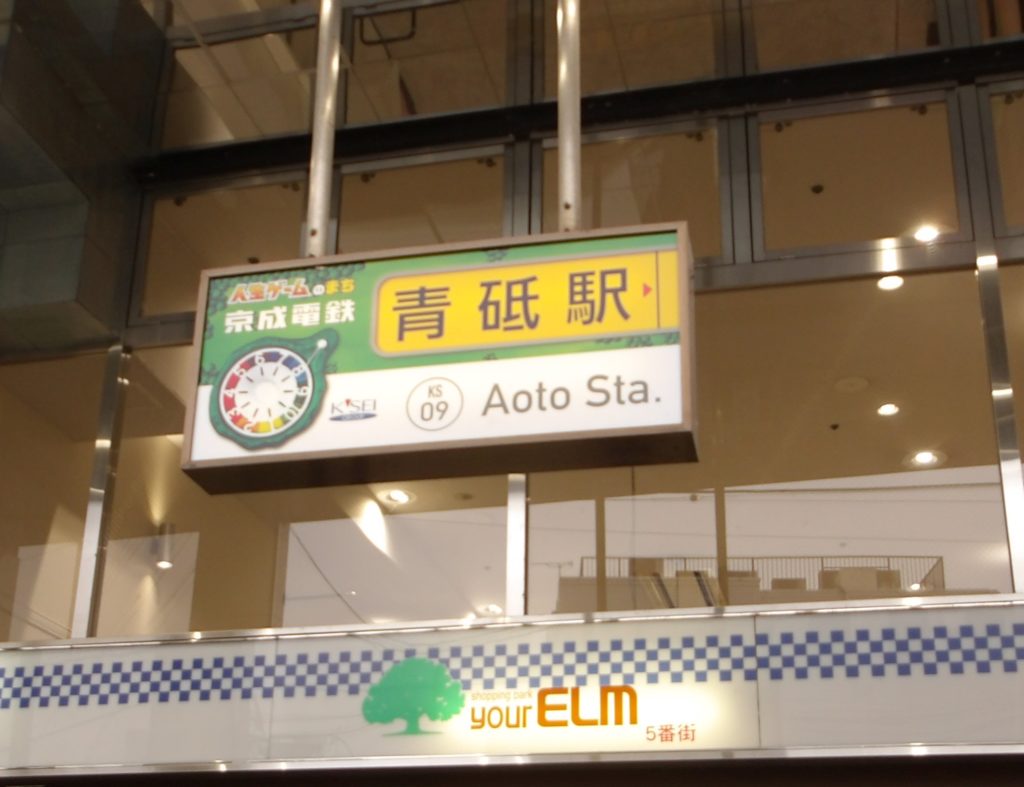 人生ゲームのまち
京成電鉄
青砥駅
KEISEI
KS
09
Aoto Sta.
shopping park
your ELM
5番街